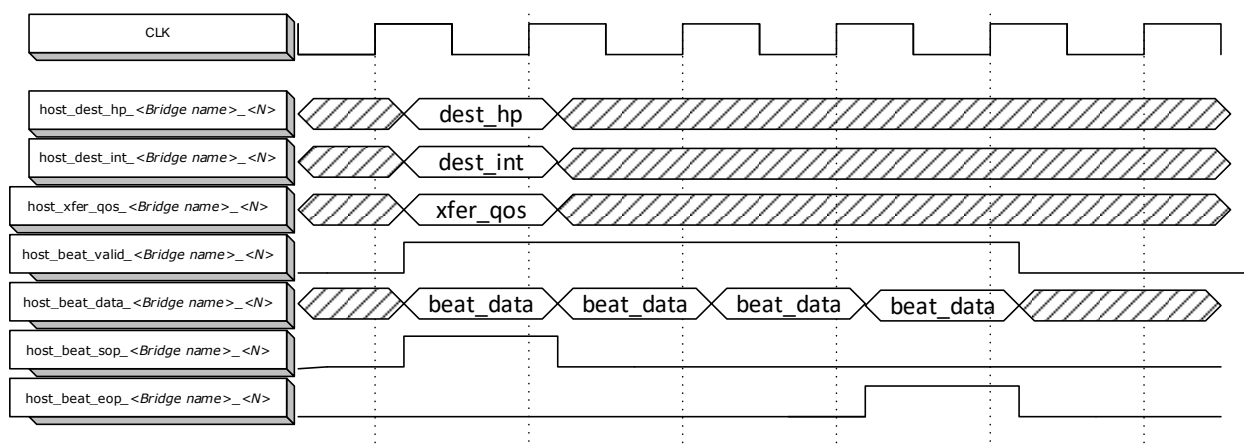 CLK
host_dest_hp_<Bridge name>_<N>
dest_hp
host_dest_int_<Bridge name>_<N>
dest_int
host_xfer_qos_<Bridge name>_<N>
xfer_qos
host_beat_valid_<Bridge name>_<N>
host_beat_data_<Bridge name>_<N>
beat_data beat_data beat_data beat_data
host_beat_sop_<Bridge name>_<N>
host_beat_eop_<Bridge name>_<N>